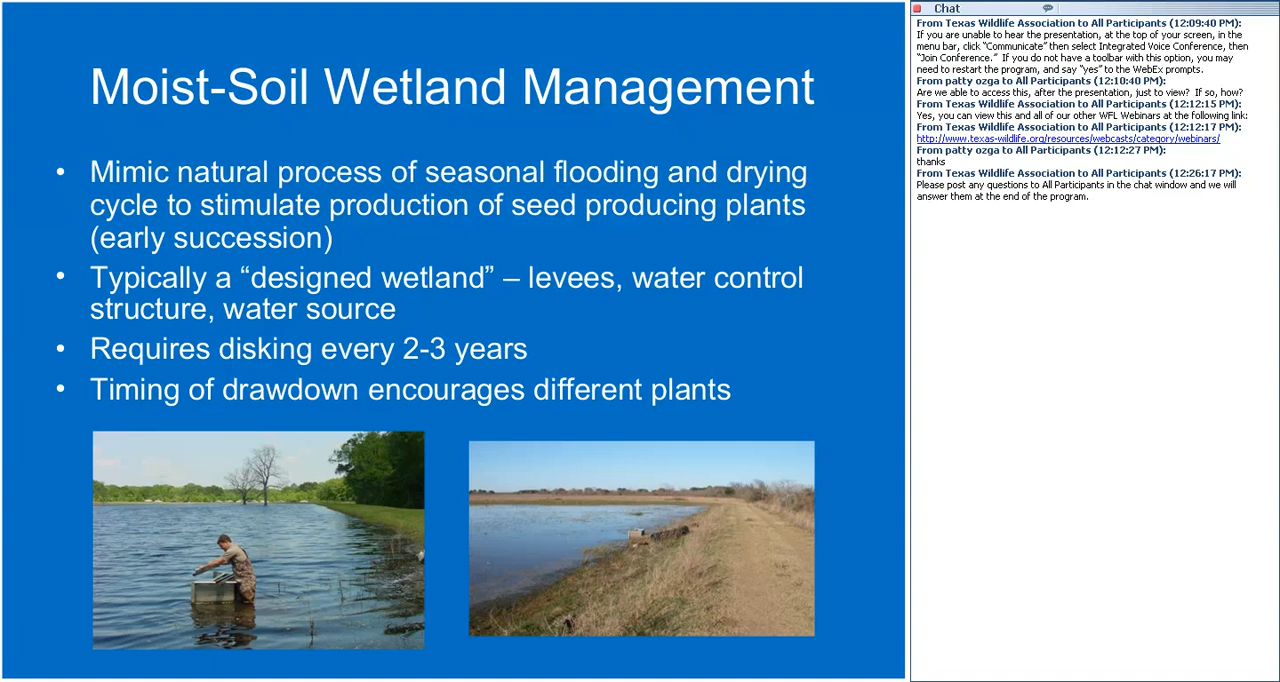 Moist-Soil Wetland Management
• Mimic natural process of seasonal flooding and drying
cycle to stimulate production of seed producing plants
(early succession)
• Typically a “designed wetland” – levees, water control
structure, water source
• Requires disking every 2-3 years
• Timing of drawdown encourages different plants
Chat
From Texas Wildlife Association to All Participants (12:09:40 PM):
If you are unable to hear the presentation, at the top of your screen, in the
menu bar, click “Communicate” then select Integrated Voice Conference, then
“Join Conference.”  If you do not have a toolbar with this option, you may
need to restart the program, and say “yes” to the WebEx prompts.
From patty ozga to All Participants (12:10:40 PM):
Are we able to access this, after the presentation, just to view?  If so, how?
From Texas Wildlife Association to All Participants (12:12:15 PM):
Yes, you can view this and all of our other WFL Webinars at the following link:
From Texas Wildlife Association to All Participants (12:12:17 PM):
http://www.texas-wildlife.org/resources/webcasts/category/webinars/
From patty ozga to All Participants (12:12:27 PM):
thanks
From Texas Wildlife Association to All Participants (12:26:17 PM):
Please post any questions to All Participants in the chat window and we will
answer them at the end of the program.